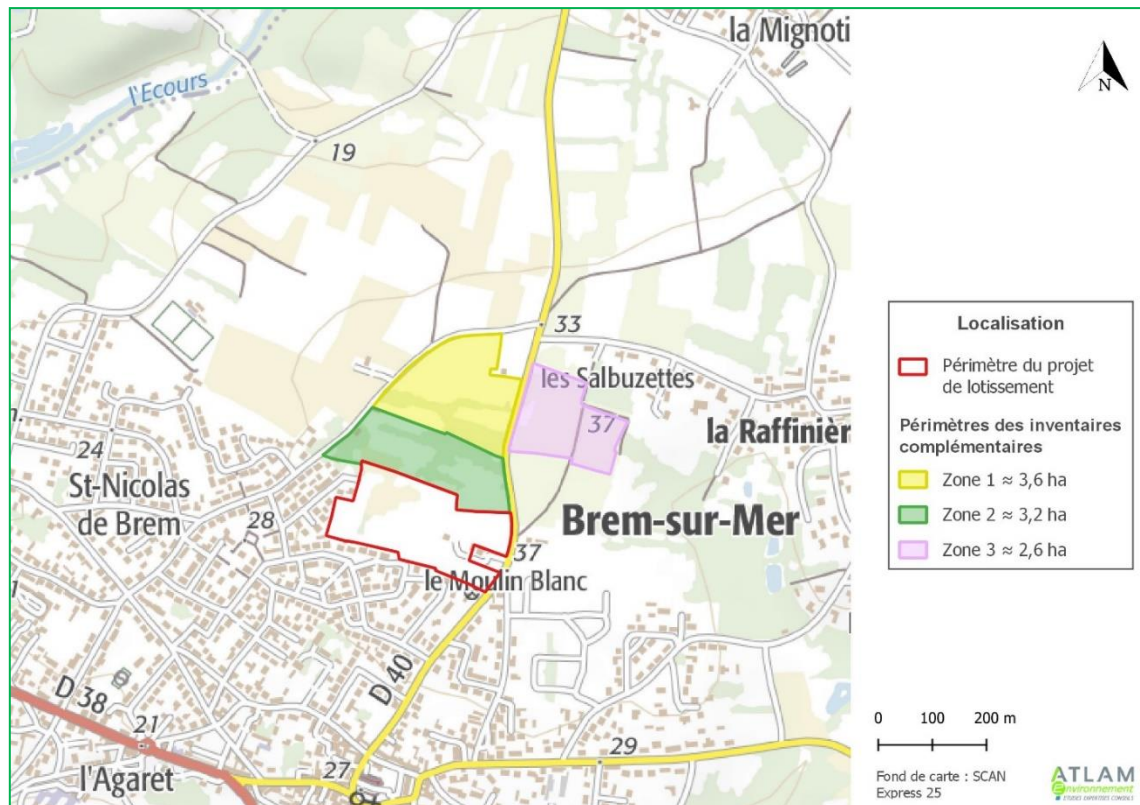 la Mignoti
l'Ecours
N
19
33
les Salbuzettes
37
la Raffinièr
24
St-Nicolas
de Brem
28
Brem-sur-Mer
37
le Moulin Blanc
D 40
D 38
21
l'Agaret
27
29
Localisation
Périmètre du projet
de lotissement
Périmètres des inventaires
complémentaires
Zone 1 ≈ 3,6 ha
Zone 2 ≈ 3,2 ha
Zone 3 ≈ 2,6 ha
0 100 200 m
Fond de carte : SCAN
Express 25
ATLAM
Environnement